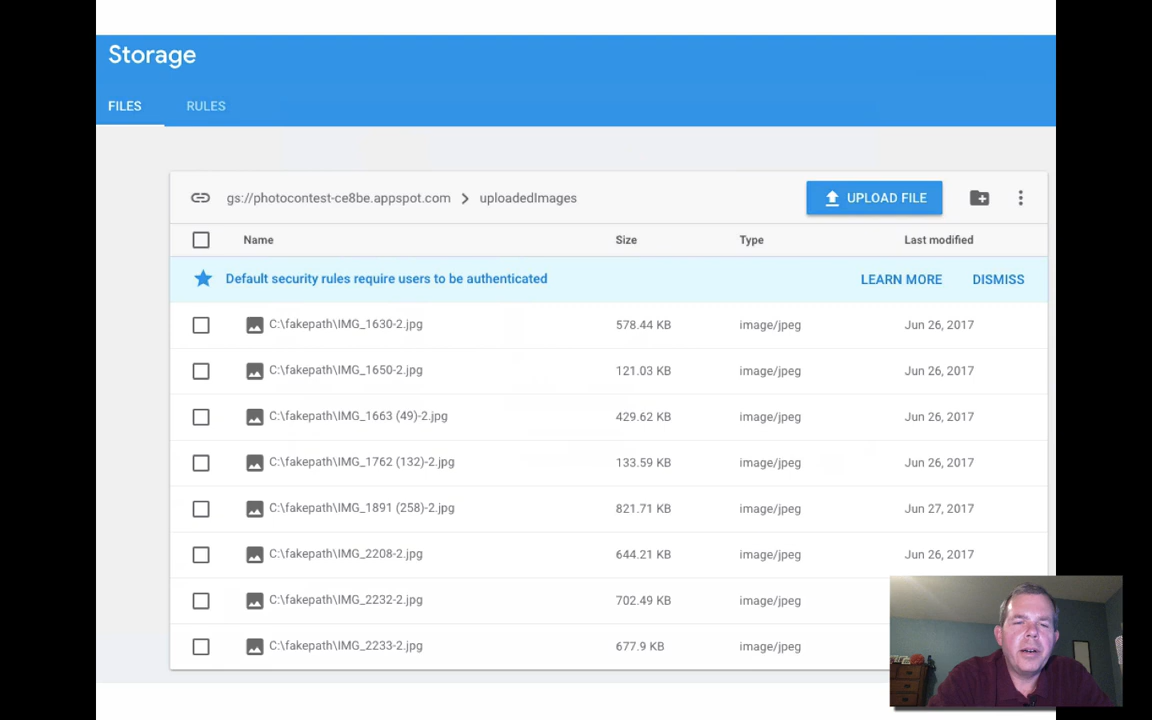 Storage
FILES RULES
gs://photocontest-ce8be.appspot.com > uploadedImages UPLOAD FILE
Name Size Type Last modified
Default security rules require users to be authenticated LEARN MORE DISMISS
C:\fakepath\IMG_1630-2.jpg 578.44 KB image/jpeg Jun 26, 2017
C:\fakepath\IMG_1650-2.jpg 121.03 KB image/jpeg Jun 26, 2017
C:\fakepath\IMG_1663 (49)-2.jpg 429.62 KB image/jpeg Jun 26, 2017
C:\fakepath\IMG_1762 (132)-2.jpg 133.59 KB image/jpeg Jun 26, 2017
C:\fakepath\IMG_1891 (258)-2.jpg 821.71 KB image/jpeg Jun 27, 2017
C:\fakepath\IMG_2208-2.jpg 644.21 KB image/jpeg Jun 26, 2017
C:\fakepath\IMG_2232-2.jpg 702.49 KB image/jpeg
C:\fakepath\IMG_2233-2.jpg 677.9 KB image/jpeg